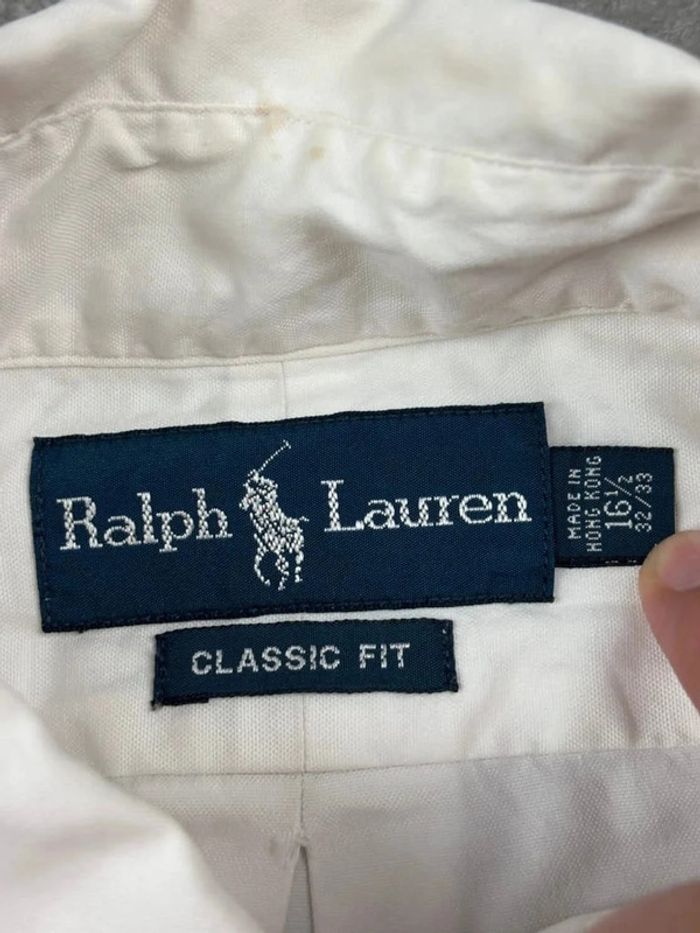 Ralph Lauren
MADE IN
HONG KONG
16½
32/33
CLASSIC FIT